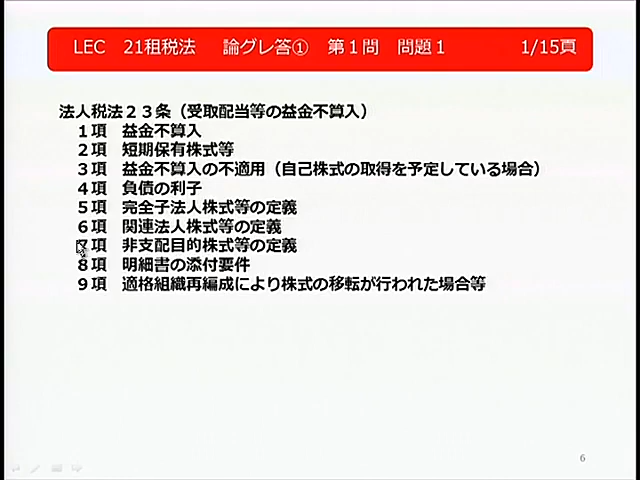 LEC 21租税法 論グレ答① 第１問 問題１ 1/15頁
法人税法２３条（受取配当等の益金不算入）
１項 益金不算入
２項 短期保有株式等
３項 益金不算入の不適用（自己株式の取得を予定している場合）
４項 負債の利子
５項 完全子法人株式等の定義
６項 関連法人株式等の定義
７項 非支配目的株式等の定義
８項 明細書の添付要件
９項 適格組織再編成により株式の移転が行われた場合等
6